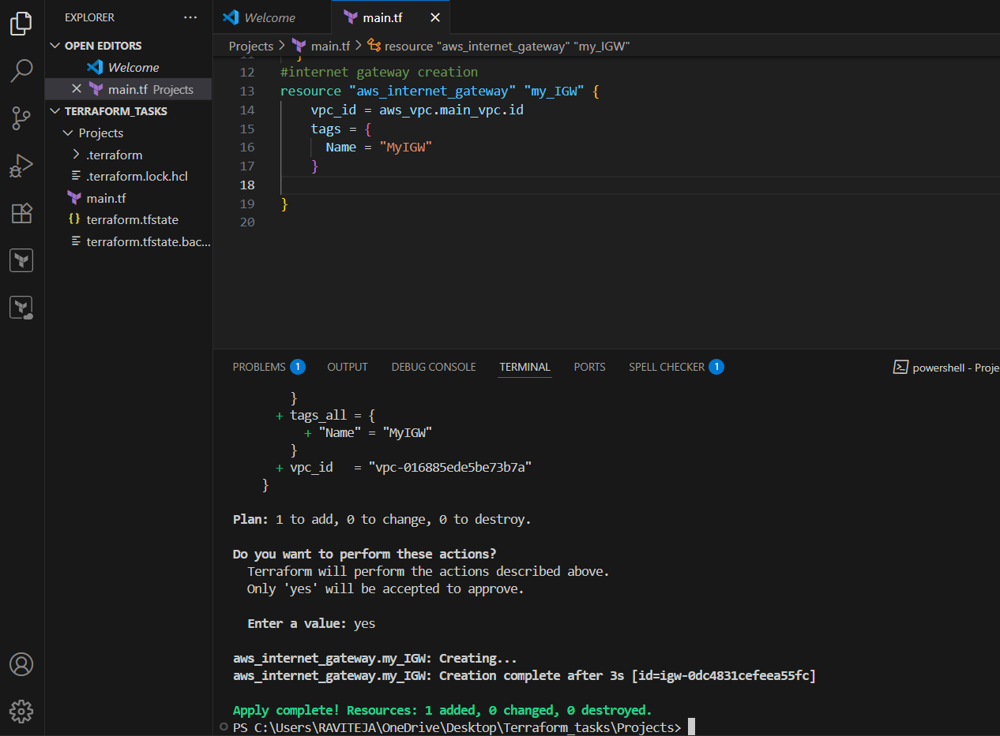 EXPLORER
OPEN EDITORS
Welcome
main.tf Projects
TERRAFORM_TASKS
Projects
.terraform
.terraform.lock.hcl
main.tf
terraform.tfstate
terraform.tfstate.bac...
Welcome
main.tf
Projects > main.tf > resource "aws_internet_gateway" "my_IGW"
11 }
12 #internet gateway creation
13 resource "aws_internet_gateway" "my_IGW" {
14 vpc_id = aws_vpc.main_vpc.id
15 tags = {
16 Name = "MyIGW"
17 }
18
19 }
20
PROBLEMS 1 OUTPUT DEBUG CONSOLE TERMINAL PORTS SPELL CHECKER 1 powershell - Proje
}
+ tags_all = {
+ "Name" = "MyIGW"
}
+ vpc_id = "vpc-016885ede5be73b7a"
}
Plan: 1 to add, 0 to change, 0 to destroy.
Do you want to perform these actions?
Terraform will perform the actions described above.
Only 'yes' will be accepted to approve.
Enter a value: yes
aws_internet_gateway.my_IGW: Creating...
aws_internet_gateway.my_IGW: Creation complete after 3s [id=igw-0dc4831cefeea55fc]
Apply complete! Resources: 1 added, 0 changed, 0 destroyed.
PS C:\Users\RAVITEJA\OneDrive\Desktop\Terraform_tasks\Projects>